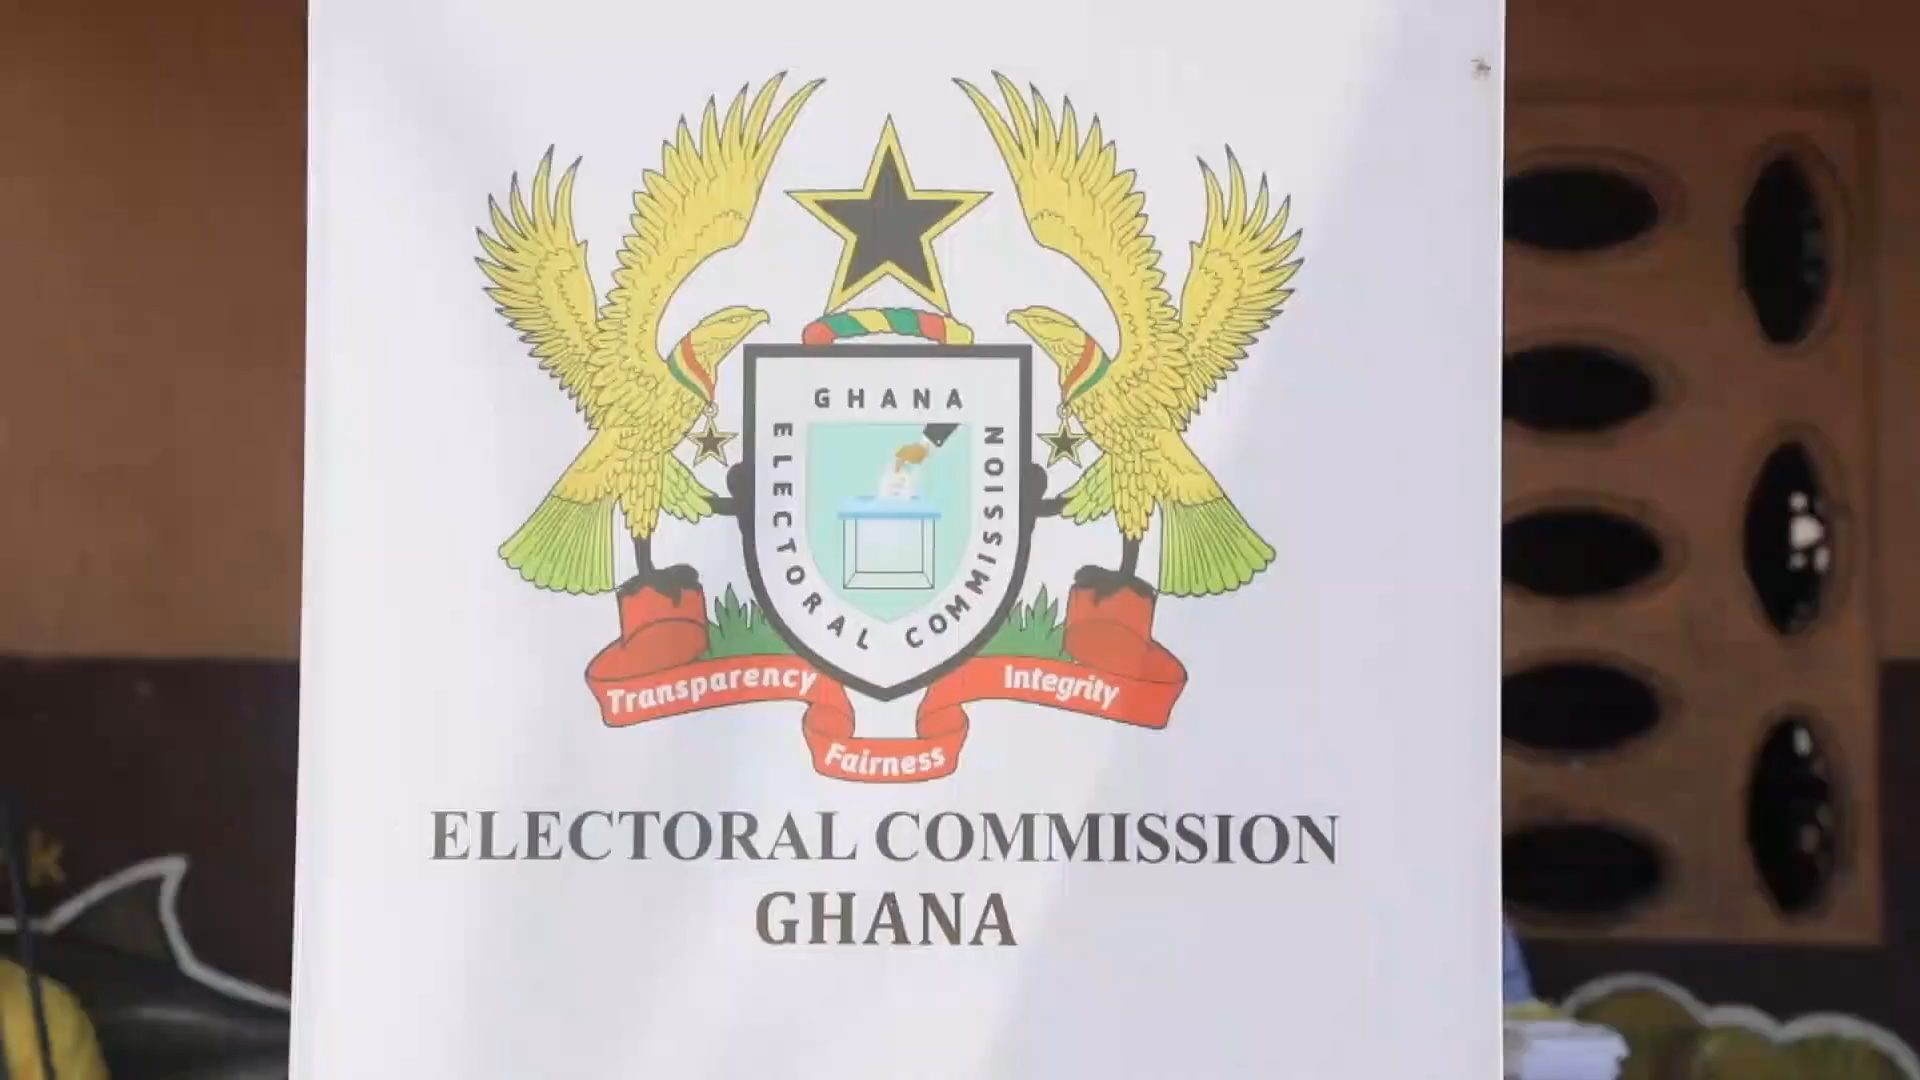 GHANA
ELECTORAL COMMISSION
Transparency
Integrity
Fairness
ELECTORAL COMMISSION
GHANA
K